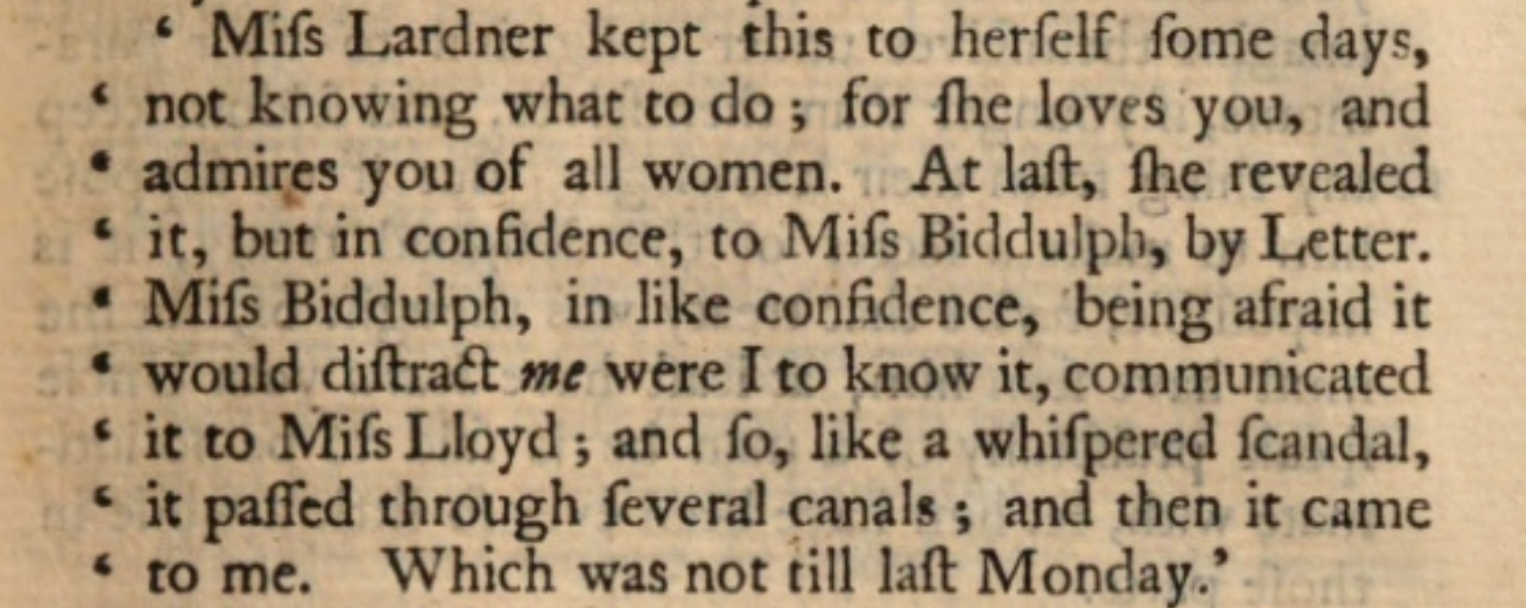 ‘ Miſs Lardner kept this to herſelf ſome days,
‘ not knowing what to do ; for ſhe loves you, and
‘ admires you of all women. At laſt, ſhe revealed
‘ it, but in confidence, to Miſs Biddulph, by Letter.
‘ Miſs Biddulph, in like confidence, being afraid it
‘ would diſtract me were I to know it, communicated
‘ it to Miſs Lloyd ; and ſo, like a whiſpered ſcandal,
‘ it paſſed through ſeveral canals ; and then it came
‘ to me. Which was not till laſt Monday.’